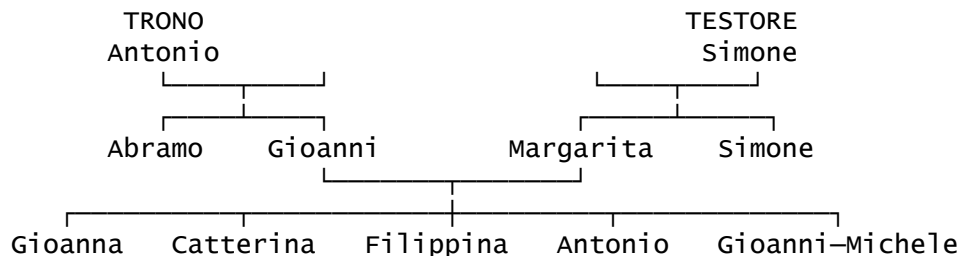 TRONO TESTORE
Antonio Simone
Abramo Gioanni Margarita Simone
Gioanna Catterina Filippina Antonio Gioanni—Michele